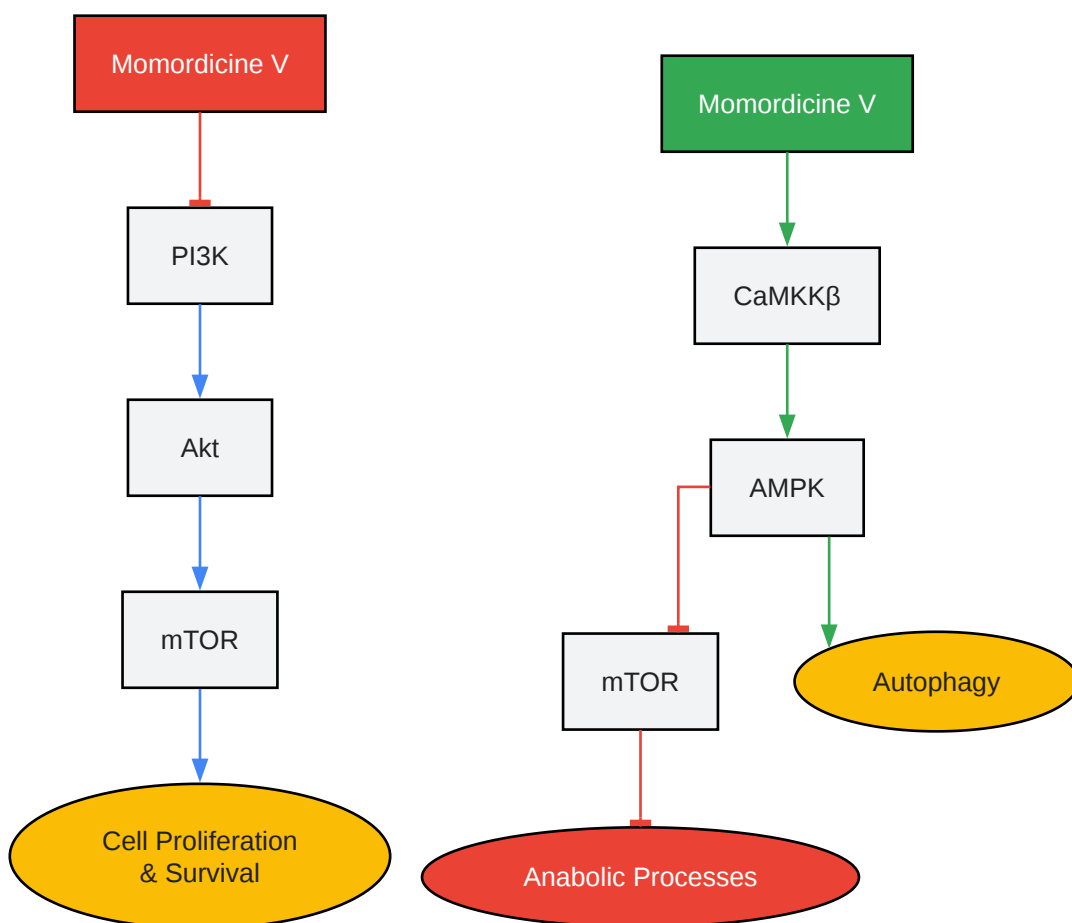 Momordicine V
PI3K
Akt
mTOR
Cell Proliferation
& Survival
Momordicine V
CaMKKβ
AMPK
mTOR
Autophagy
Anabolic Processes